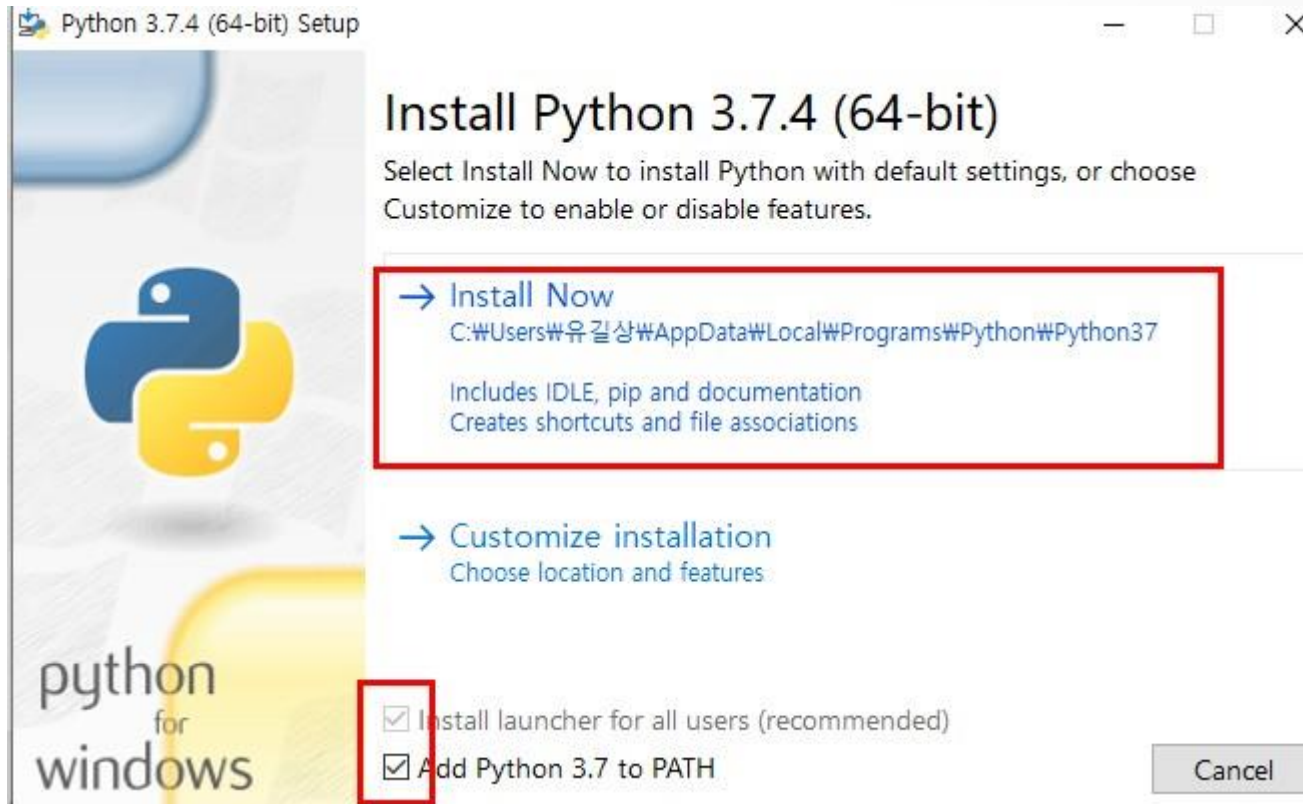 Python 3.7.4 (64-bit) Setup
Install Python 3.7.4 (64-bit)
Select Install Now to install Python with default settings, or choose
Customize to enable or disable features.
Install Now
C:₩Users₩유길상₩AppData₩Local₩Programs₩Python₩Python37
Includes IDLE, pip and documentation
Creates shortcuts and file associations
Customize installation
Choose location and features
python
for
windows
Install launcher for all users (recommended)
Add Python 3.7 to PATH
Cancel